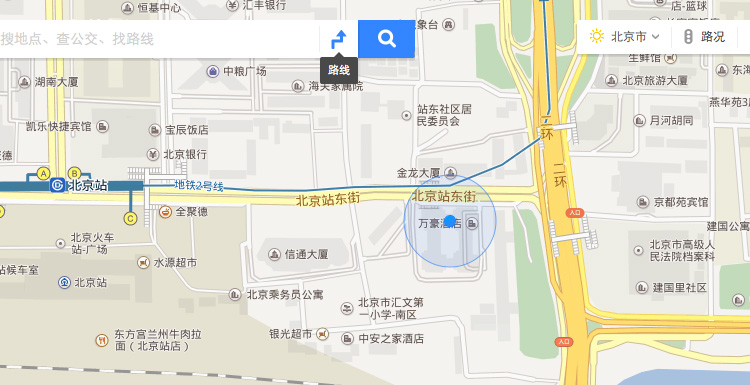 恒基中心
汇丰银行
店-篮球
搜地点、查公交、找路线
北京市
路况
路线
中粮广场
湖南大厦
海关家属院
北京旅游大厦
站东社区居
民委员会
月河胡同
凯乐快捷宾馆
宝辰饭店
二环
北京银行
金龙大厦
二环
A
B
北京站
地铁2号线
北京站东街
北京站东街
京都苑宾馆
C
全聚德
入口
万豪酒店
建国公寓
北京火车
站-广场
信通大厦
北京市高级人
民法院档案科
水源超市
站候车室
北京站
北京乘务员公寓
建国里社区
北京市汇文第
一小学-南区
东方富兰州牛肉拉
面（北京站店）
银光超市
中安之家酒店
入口